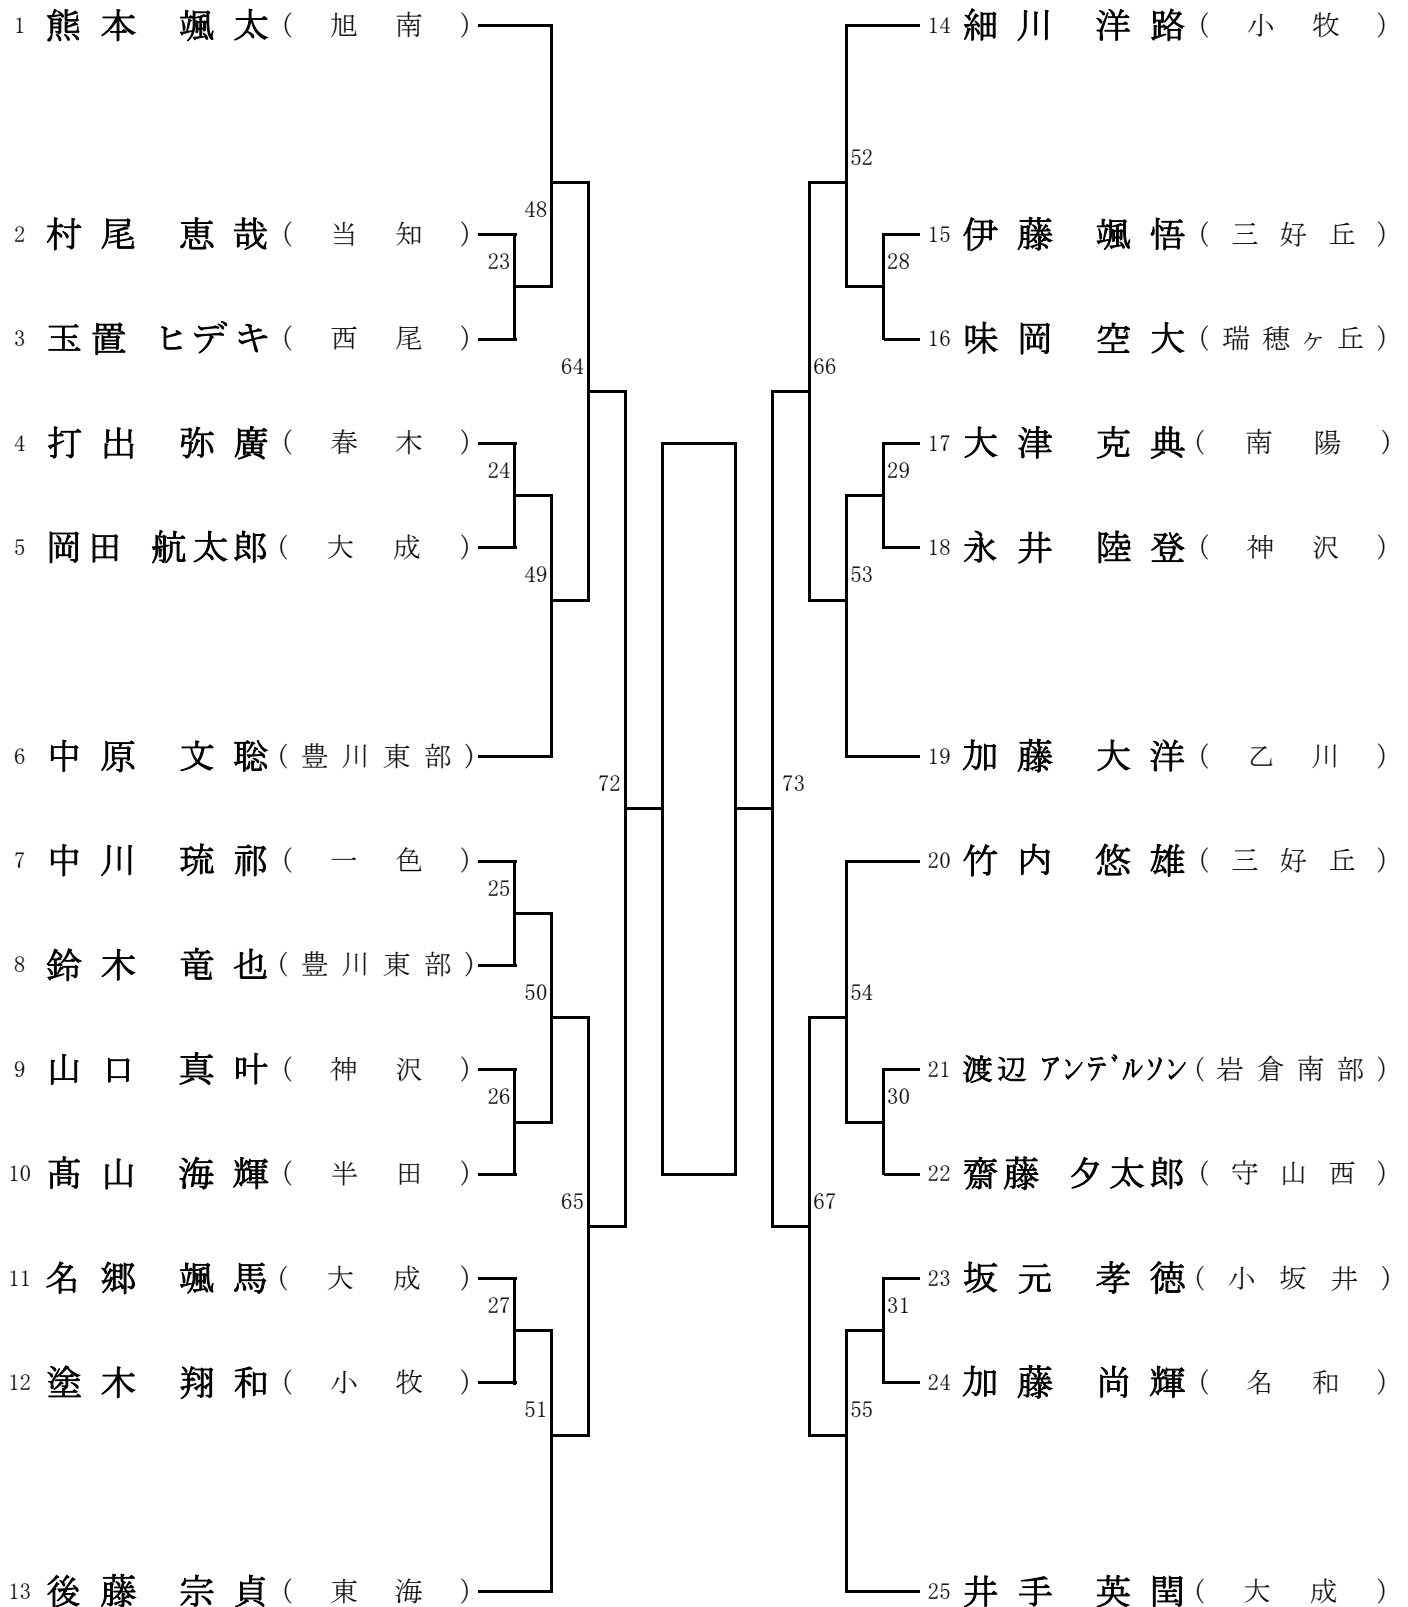 1 熊本 颯太 ( 旭南 )
48
2 村尾 恵哉 ( 当知 )
23
3 玉置 ヒデキ ( 西尾 )
64
4 打出 弥廣 ( 春木 )
24
5 岡田 航太郎 ( 大成 )
49
6 中原 文聡 ( 豊川東部 )
72
7 中川 琉祁 ( 一色 )
25
8 鈴木 竜也 ( 豊川東部 )
50
9 山口 真叶 ( 神沢 )
26
10 髙山 海輝 ( 半田 )
65
11 名郷 颯馬 ( 大成 )
27
12 塗木 翔和 ( 小牧 )
51
13 後藤 宗貞 ( 東海 )
14 細川 洋路 ( 小牧 )
52
15 伊藤 颯悟 ( 三好丘 )
28
16 味岡 空大 ( 瑞穂ヶ丘 )
66
17 大津 克典 ( 南陽 )
29
18 永井 陸登 ( 神沢 )
53
19 加藤 大洋 ( 乙川 )
73
20 竹内 悠雄 ( 三好丘 )
54
21 渡辺 アンデルソン ( 岩倉南部 )
30
22 齋藤 夕太郎 ( 守山西 )
67
23 坂元 孝徳 ( 小坂井 )
31
24 加藤 尚輝 ( 名和 )
55
25 井手 英閏 ( 大成 )